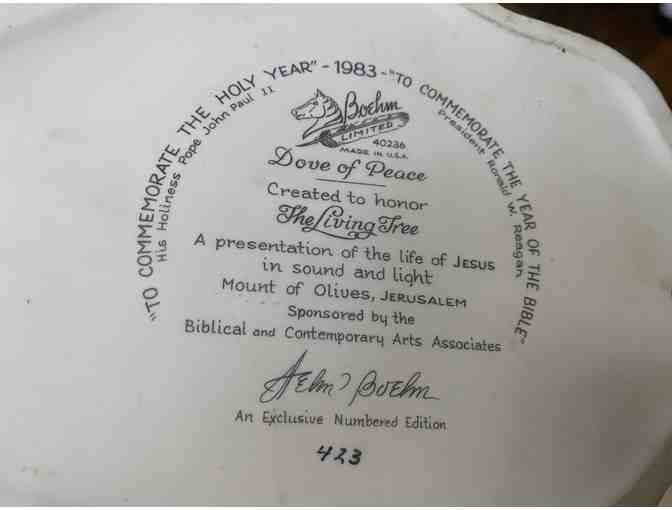 "TO COMMEMORATE THE HOLY YEAR" - 1983 - "TO COMMEMORATE THE YEAR OF THE BIBLE"
His Holiness Pope John Paul II
President Ronald W. Reagan
Boehm
LIMITED
40236
MADE IN U.S.A.
Dove of Peace
Created to honor
The Living Tree
A presentation of the life of JESUS
in sound and light
Mount of Olives, JERUSALEM
Sponsored by the
Biblical and Contemporary Arts Associates
Helen Boehm
An Exclusive Numbered Edition
423